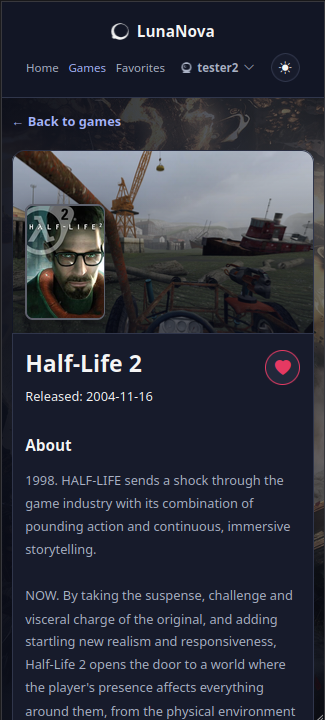 LunaNova
Home Games Favorites tester2
← Back to games
HALF-LIFE²
2
Half-Life 2
Released: 2004-11-16
About
1998. HALF-LIFE sends a shock through the
game industry with its combination of
pounding action and continuous, immersive
storytelling.
NOW. By taking the suspense, challenge and
visceral charge of the original, and adding
startling new realism and responsiveness,
Half-Life 2 opens the door to a world where
the player's presence affects everything
around them, from the physical environment